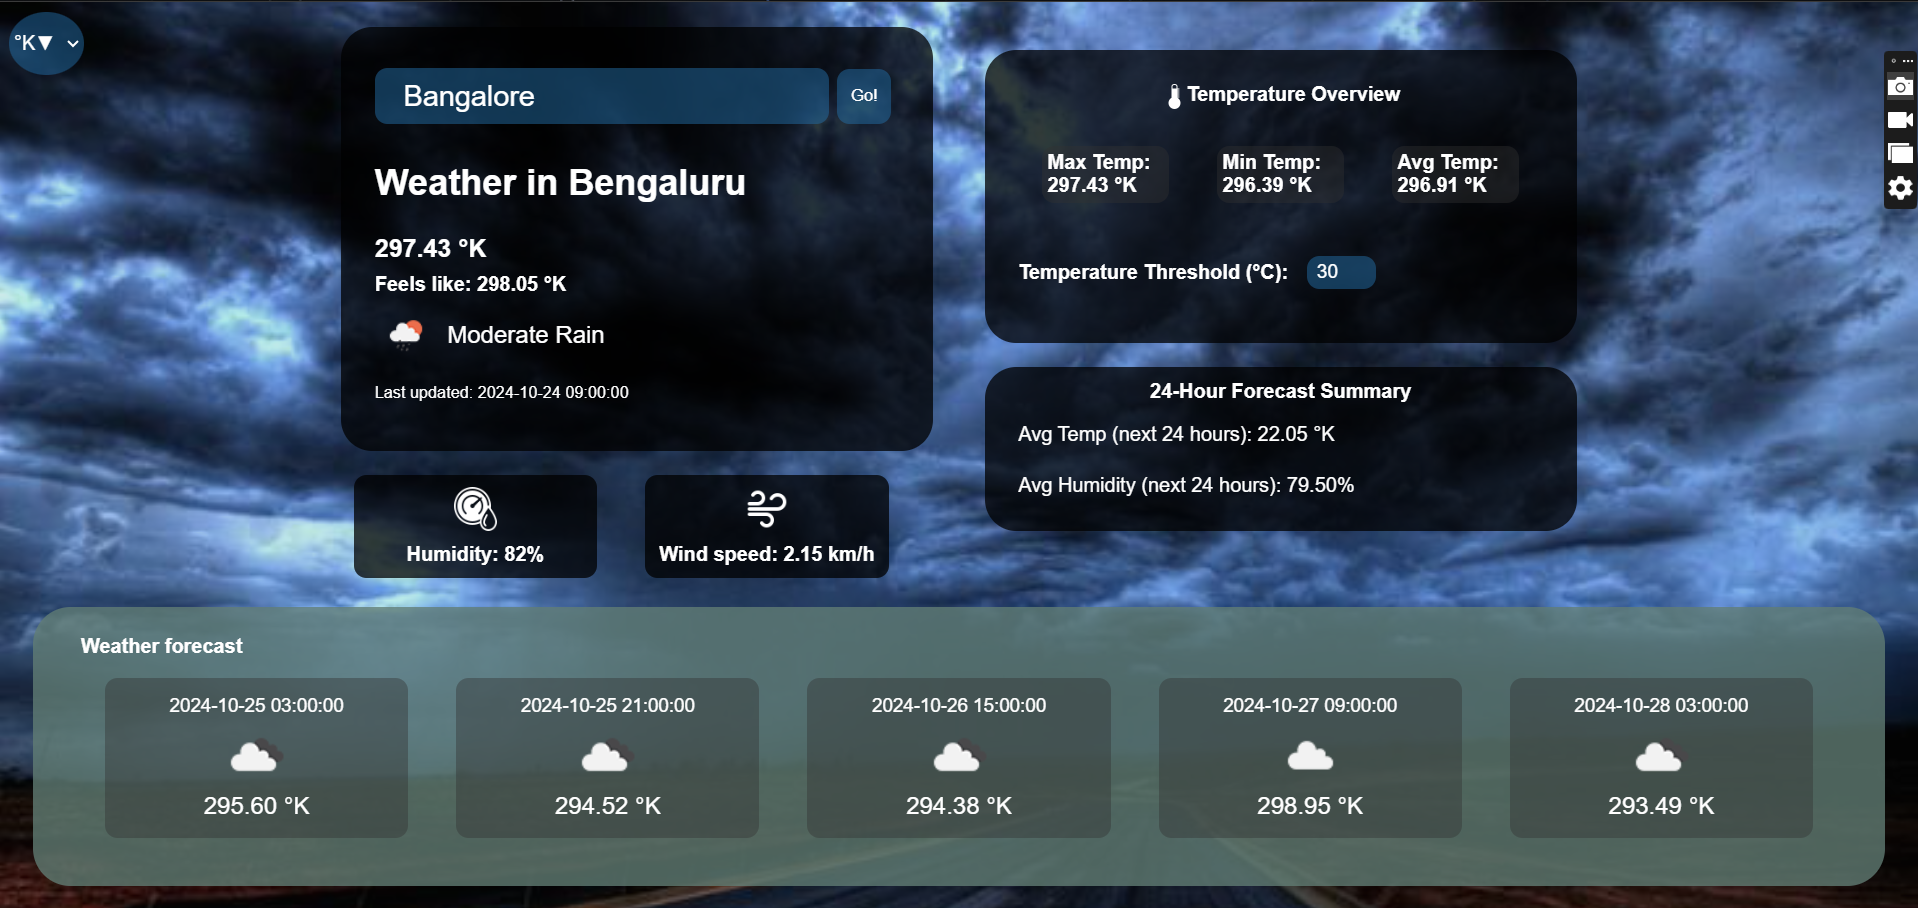 °K▼
Bangalore
Go!
Weather in Bengaluru
297.43 °K
Feels like: 298.05 °K
Moderate Rain
Last updated: 2024-10-24 09:00:00
Humidity: 82%
Wind speed: 2.15 km/h
Temperature Overview
Max Temp:
297.43 °K
Min Temp:
296.39 °K
Avg Temp:
296.91 °K
Temperature Threshold (°C): 30
24-Hour Forecast Summary
Avg Temp (next 24 hours): 22.05 °K
Avg Humidity (next 24 hours): 79.50%
Weather forecast
2024-10-25 03:00:00
295.60 °K
2024-10-25 21:00:00
294.52 °K
2024-10-26 15:00:00
294.38 °K
2024-10-27 09:00:00
298.95 °K
2024-10-28 03:00:00
293.49 °K